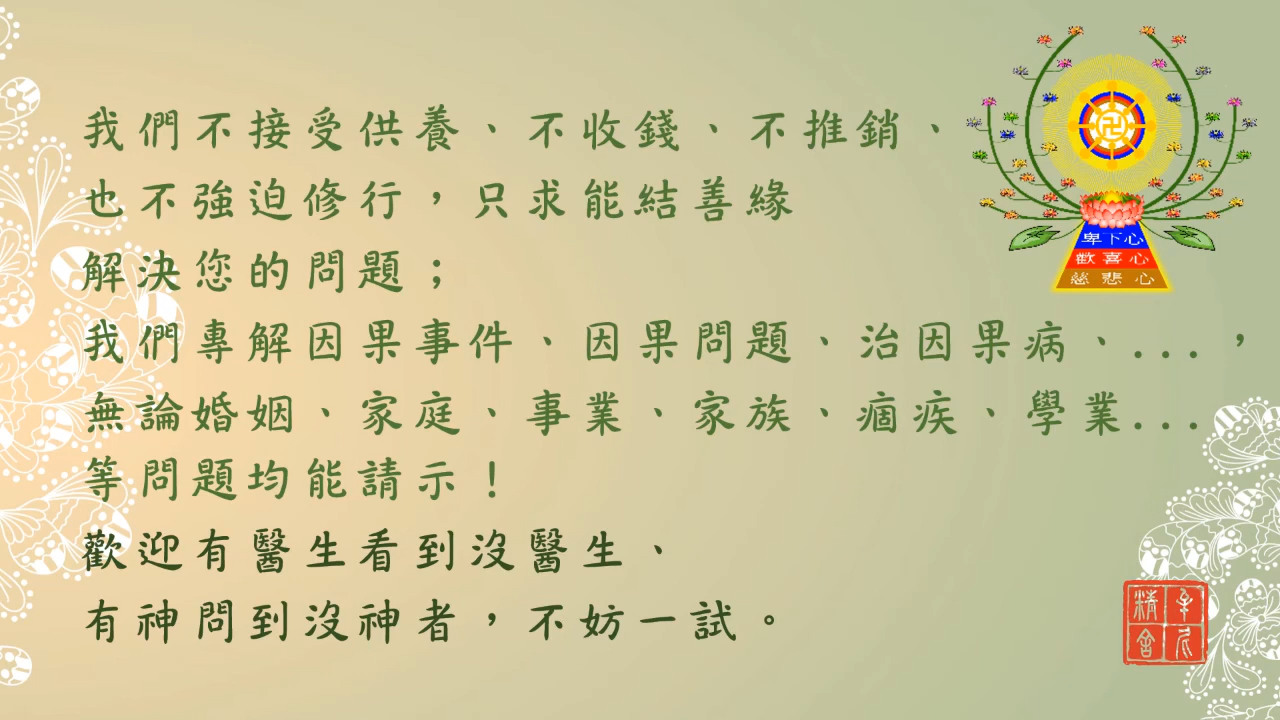 我們不接受供養、不收錢、不推銷、
也不強迫修行，只求能結善緣
解決您的問題；
我們專解因果事件、因果問題、治因果病、...，
無論婚姻、家庭、事業、家族、痼疾、學業...
等問題均能請示！
歡迎有醫生看到沒醫生、
有神問到沒神者，不妨一試。
卍
卑下心
歡喜心
慈悲心
精舍